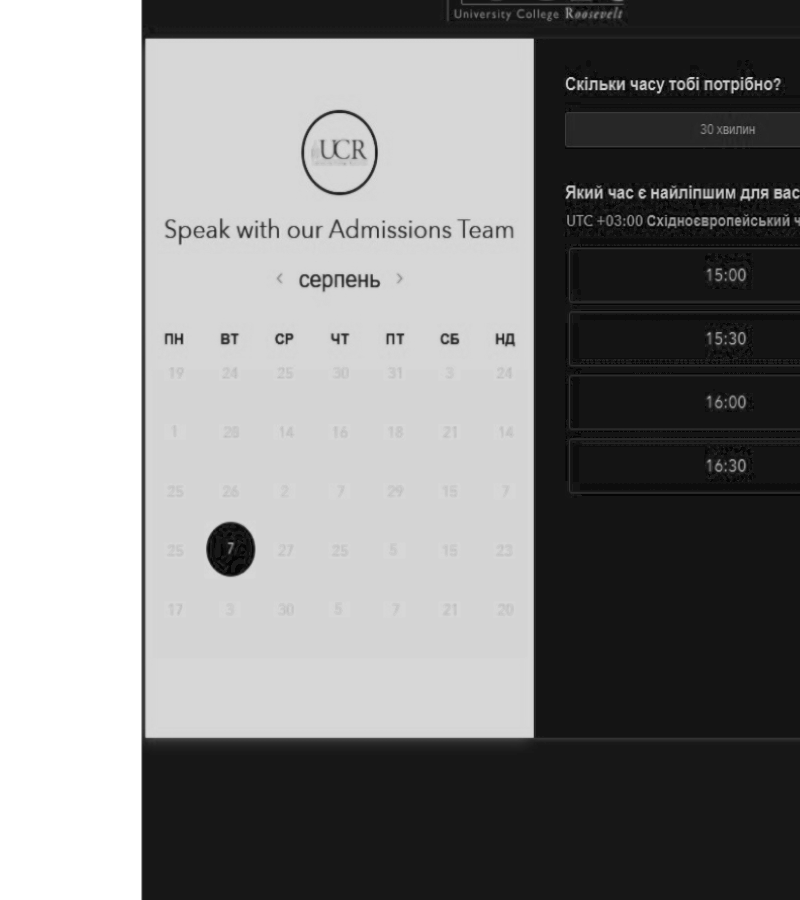 University College Roosevelt
UCR
Speak with our Admissions Team
< серпень >
ПН ВТ СР ЧТ ПТ СБ НД
19 24 25 30 31 3 24
1 28 14 16 18 21 14
25 26 2 7 29 15 7
25 7 27 25 5 15 23
17 3 30 5 7 21 20
Скільки часу тобі потрібно?
30 хвилин
Який час є найліпшим для вас
UTC +03:00 Східноєвропейський ч
15:00
15:30
16:00
16:30